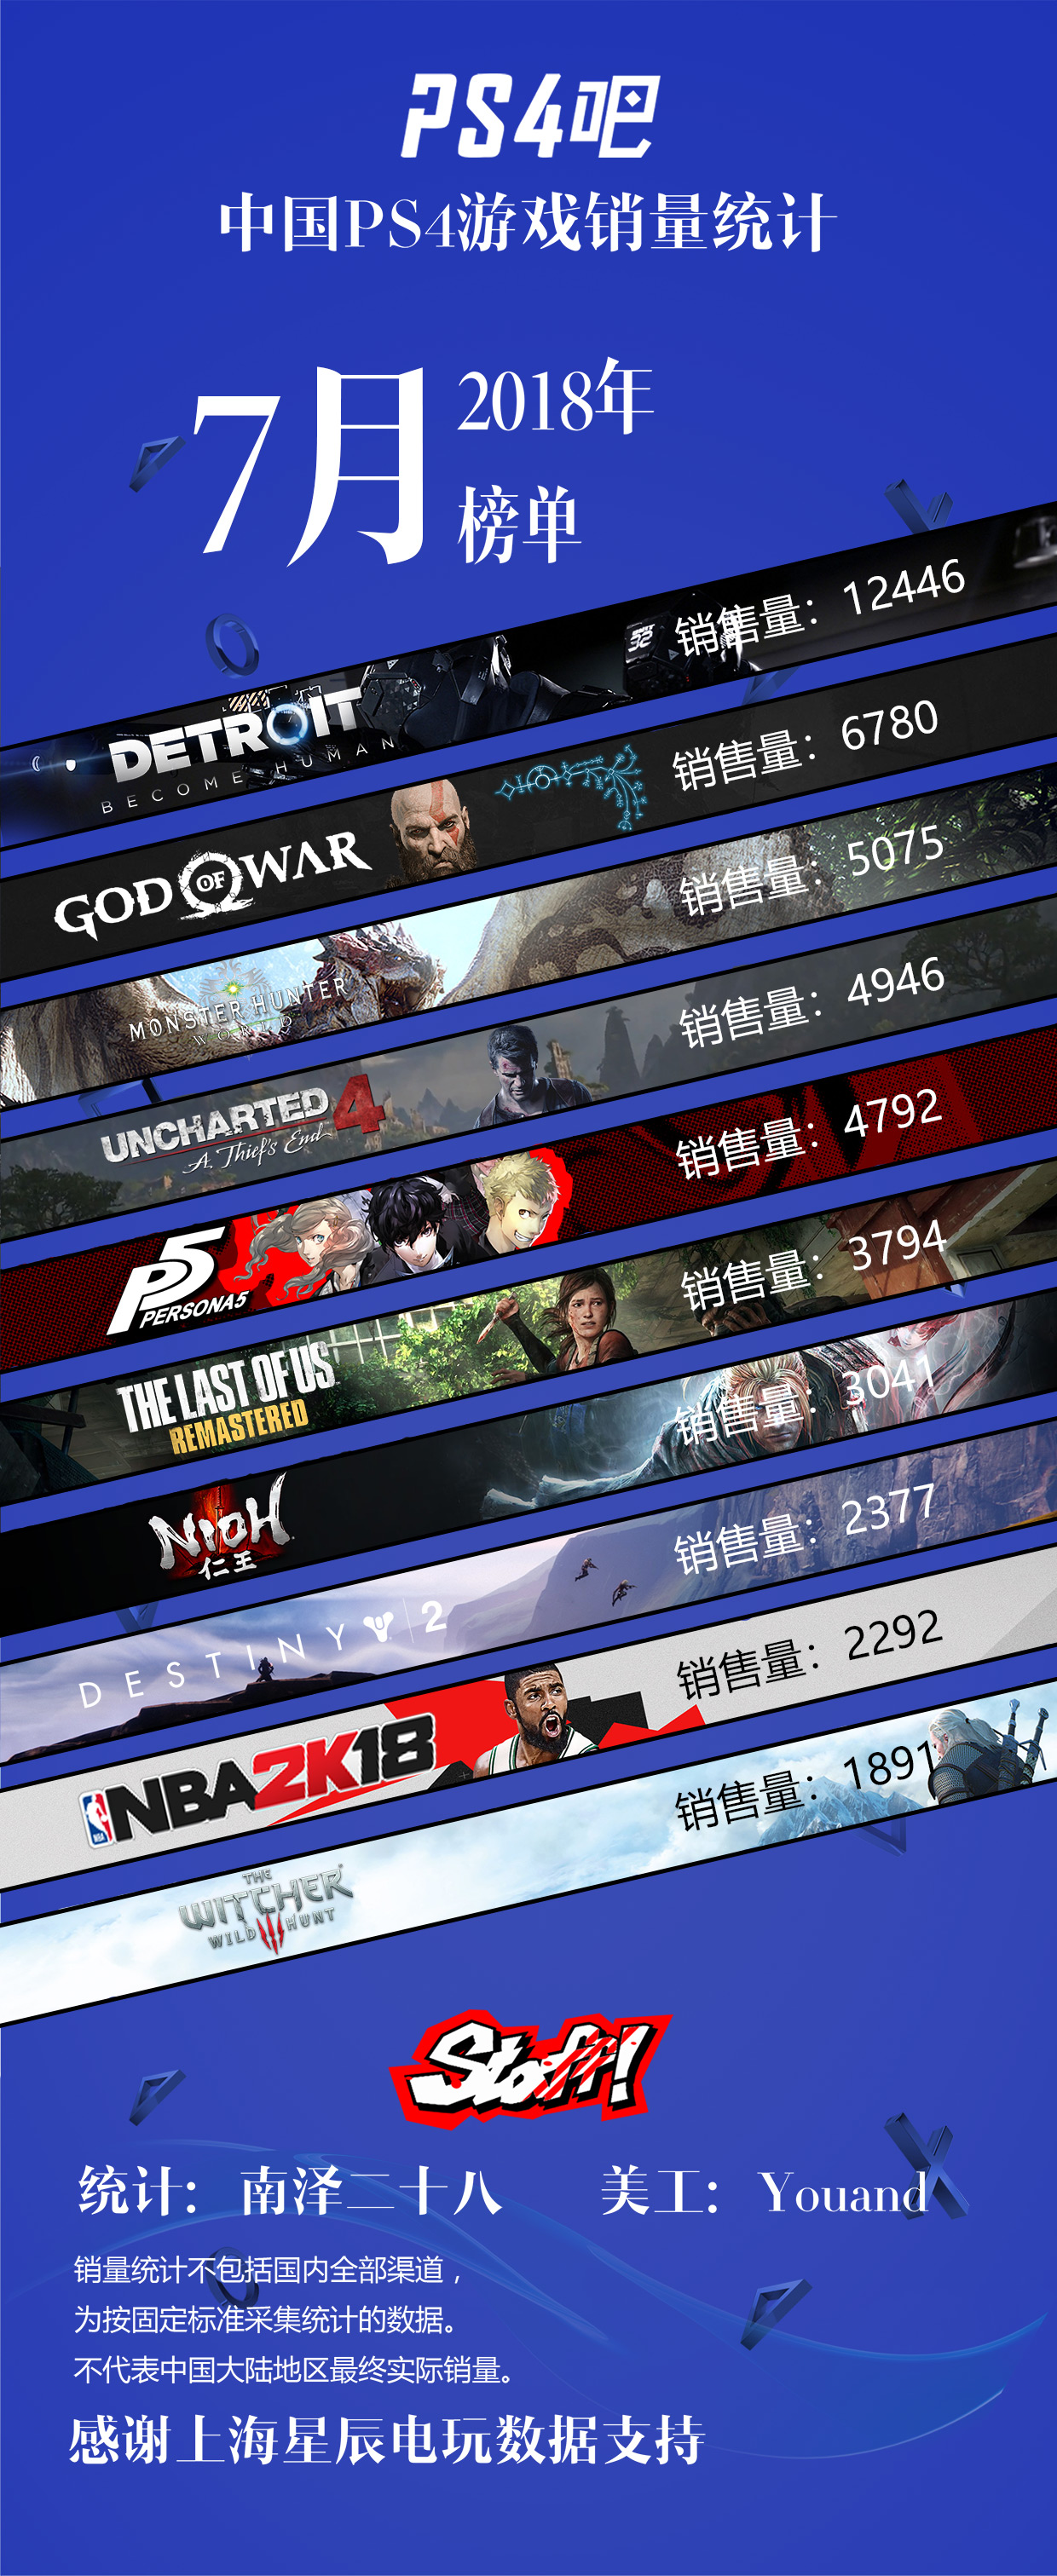 PS4吧
中国PS4游戏销量统计
7月
2018年
榜单
DETROIT
BECOME HUMAN
销售量：12446
GOD OF WAR
销售量：6780
MONSTER HUNTER
WORLD
销售量：5075
UNCHARTED 4
A Thief's End
销售量：4946
P5
PERSONA5
销售量：4792
THE LAST OF US
REMASTERED
销售量：3794
NIOH
仁王
销售量：3041
DESTINY 2
销售量：2377
NBA 2K18
销售量：2292
THE
WITCHER
WILD HUNT
销售量：1891
Staff!
统计：南泽二十八 美工：Youand
销量统计不包括国内全部渠道，
为按固定标准采集统计的数据。
不代表中国大陆地区最终实际销量。
感谢上海星辰电玩数据支持